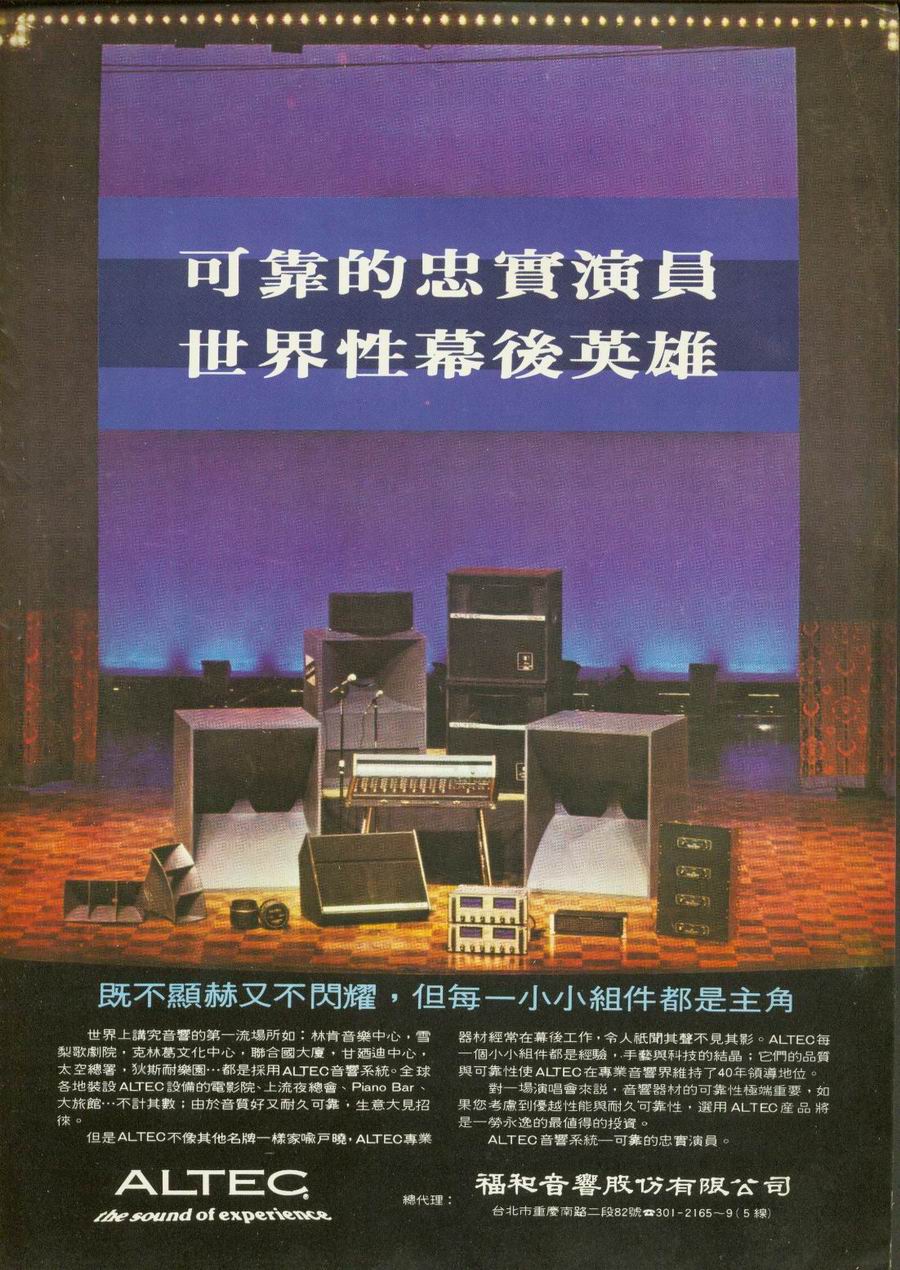 可靠的忠實演員
世界性幕後英雄
ALTEC
既不顯赫又不閃耀，但每一小小組件都是主角
世界上講究音響的第一流場所如：林肯音樂中心，雪
梨歌劇院，克林葛文化中心，聯合國大廈，甘迺迪中心，
太空總署，狄斯耐樂園…都是採用ALTEC音響系統。全球
各地裝設ALTEC設備的電影院、上流夜總會、Piano Bar、
大旅館…不計其數；由於音質好又耐久可靠，生意大見招
徠。
但是ALTEC不像其他名牌一樣家喻戶曉，ALTEC專業
器材經常在幕後工作，令人祇聞其聲不見其影。ALTEC每
一個小小組件都是經驗，手藝與科技的結晶；它們的品質
與可靠性使ALTEC在專業音響界維持了40年領導地位。
對一場演唱會來說，音響器材的可靠性極端重要，如
果您考慮到優越性能與耐久可靠性，選用ALTEC產品將
是一勞永逸的最值得的投資。
ALTEC音響系統—可靠的忠實演員。
ALTEC®
the sound of experience
總代理：
福和音響股份有限公司
台北市重慶南路二段82號☎301-2165～9（5線）